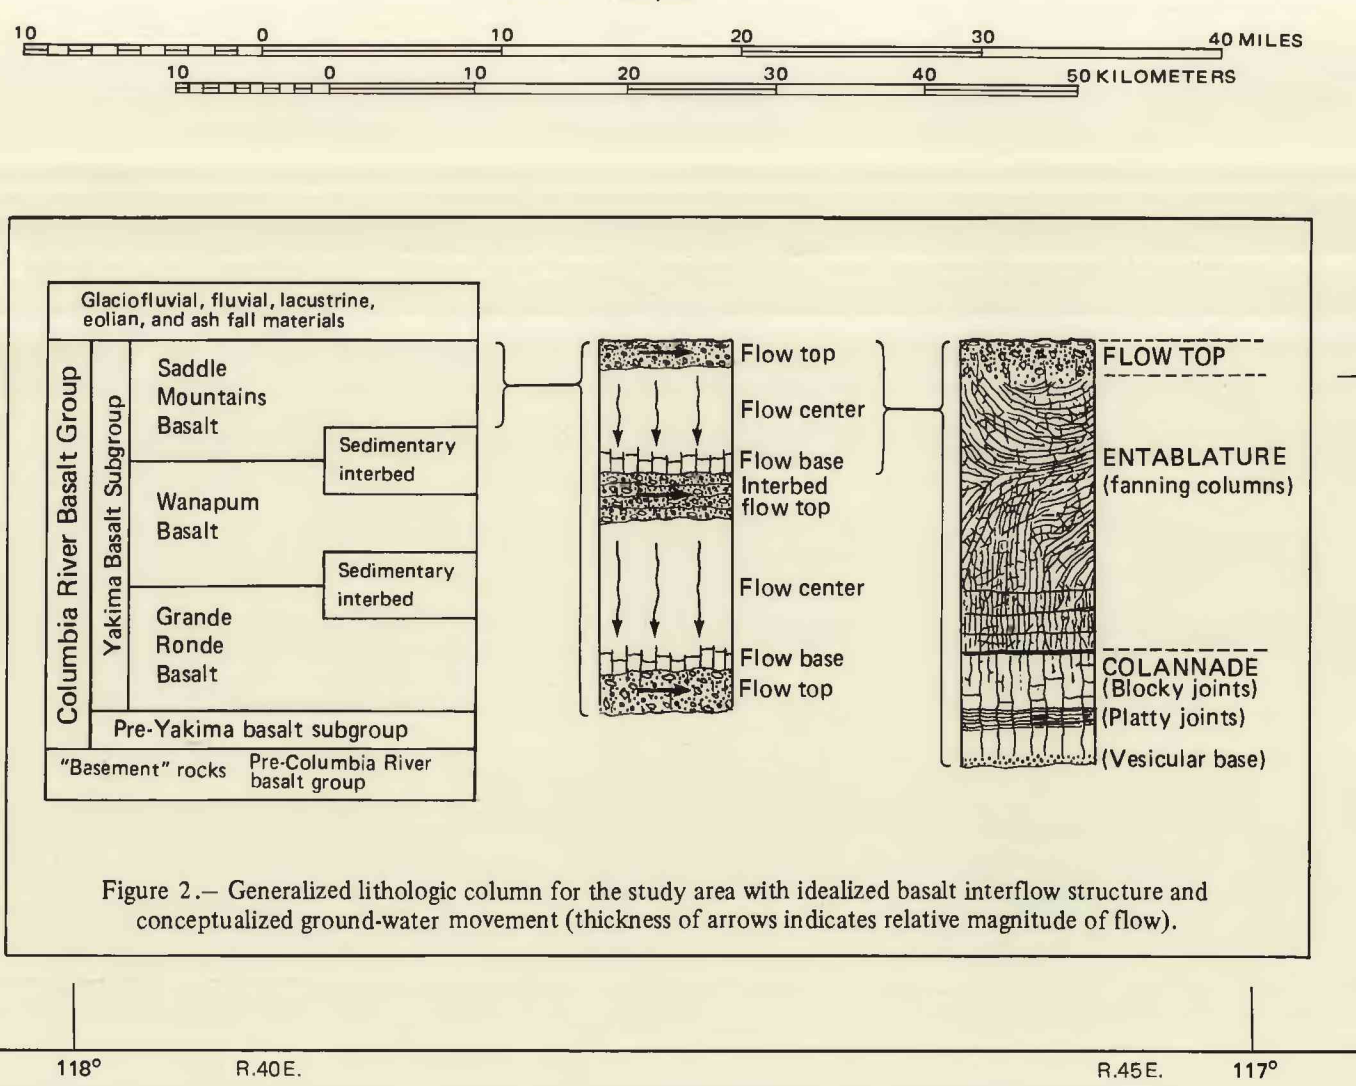 10 0 10 20 30 40 MILES
10 0 10 20 30 40 50 KILOMETERS
Glaciofluvial, fluvial, lacustrine,
eolian, and ash fall materials
Columbia River Basalt Group
Yakima Basalt Subgroup
Saddle
Mountains
Basalt
Sedimentary
interbed
Wanapum
Basalt
Sedimentary
interbed
Grande
Ronde
Basalt
Pre-Yakima basalt subgroup
"Basement" rocks
Pre-Columbia River
basalt group
Flow top
Flow center
Flow base
Interbed
flow top
Flow center
Flow base
Flow top
FLOW TOP
ENTABLATURE
(fanning columns)
COLANNADE
(Blocky joints)
(Platty joints)
(Vesicular base)
Figure 2.— Generalized lithologic column for the study area with idealized basalt interflow structure and
conceptualized ground-water movement (thickness of arrows indicates relative magnitude of flow).
118° R.40E. R.45E. 117°